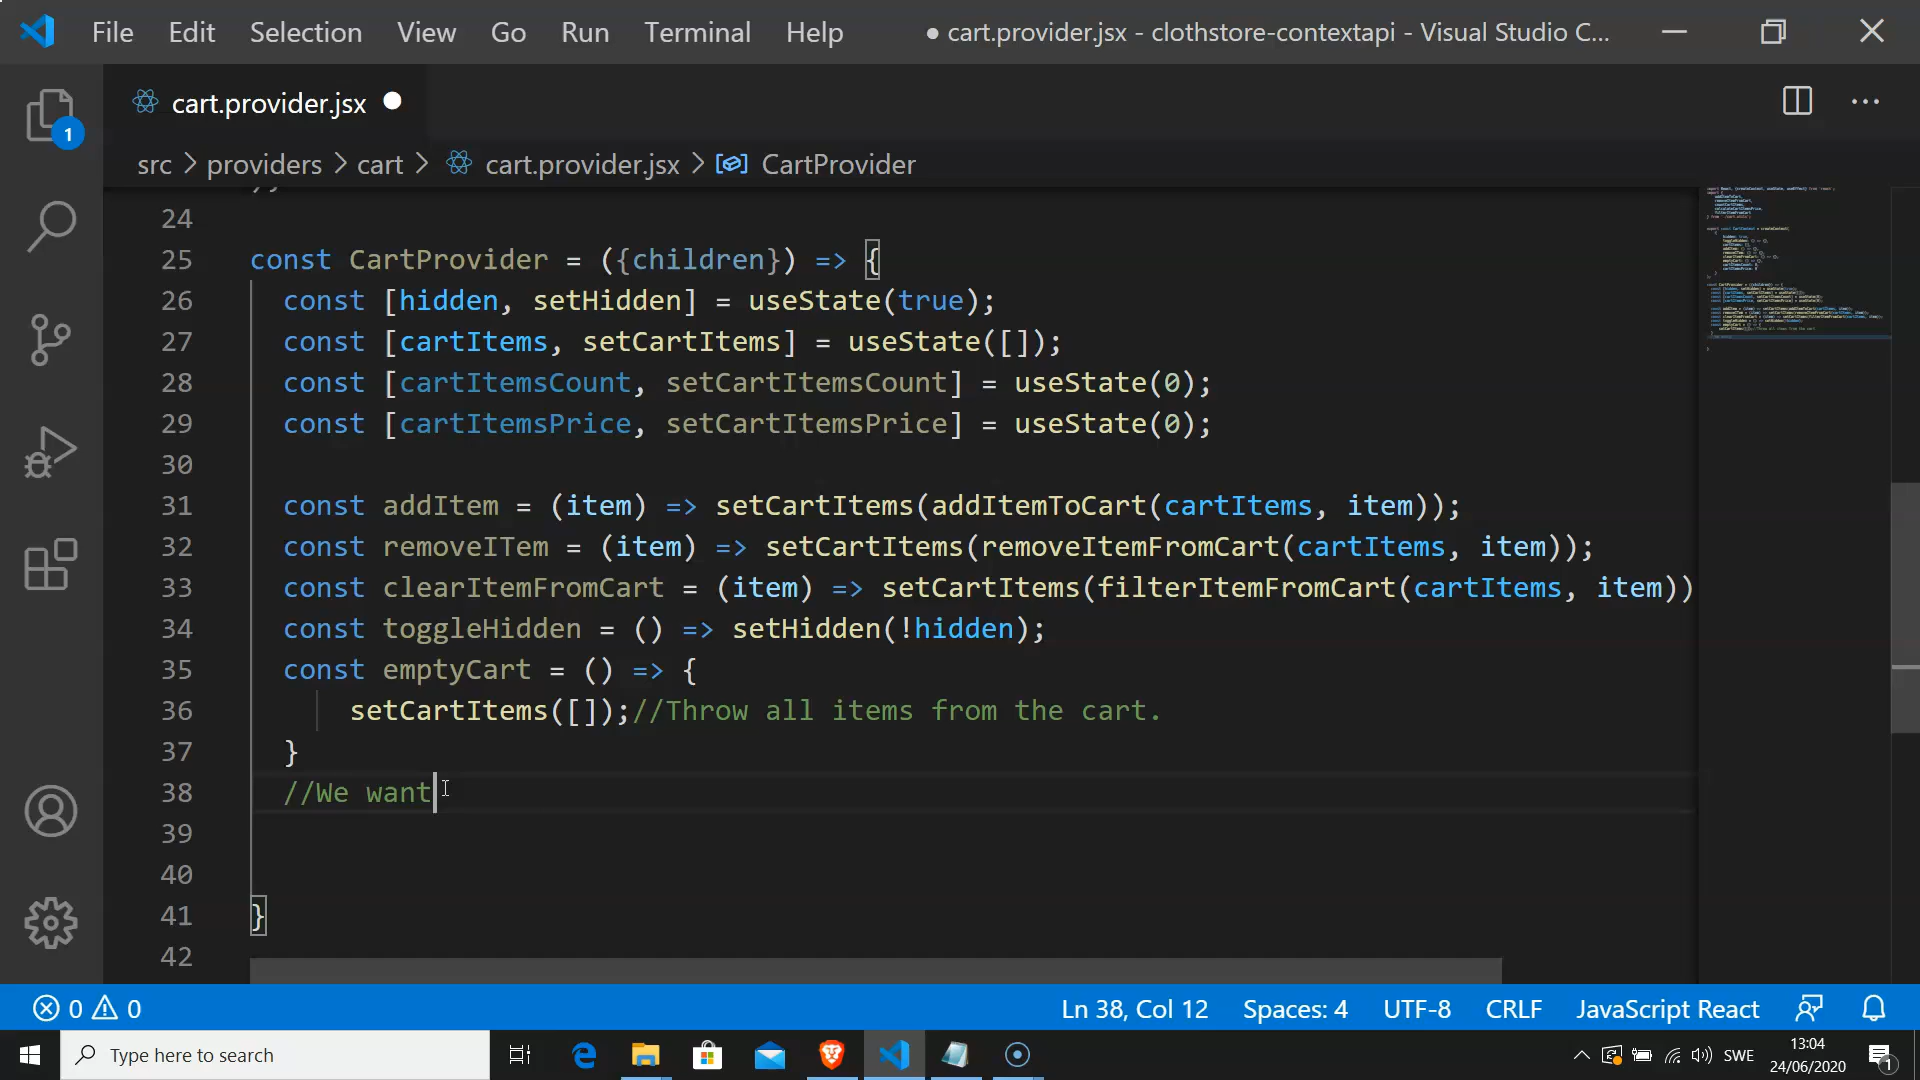 File Edit Selection View Go Run Terminal Help ● cart.provider.jsx - clothstore-contextapi - Visual Studio C...
cart.provider.jsx
1
src > providers > cart > cart.provider.jsx > CartProvider
24
25 const CartProvider = ({children}) => {
26 const [hidden, setHidden] = useState(true);
27 const [cartItems, setCartItems] = useState([]);
28 const [cartItemsCount, setCartItemsCount] = useState(0);
29 const [cartItemsPrice, setCartItemsPrice] = useState(0);
30
31 const addItem = (item) => setCartItems(addItemToCart(cartItems, item));
32 const removeITem = (item) => setCartItems(removeItemFromCart(cartItems, item));
33 const clearItemFromCart = (item) => setCartItems(filterItemFromCart(cartItems, item))
34 const toggleHidden = () => setHidden(!hidden);
35 const emptyCart = () => {
36 setCartItems([]);//Throw all items from the cart.
37 }
38 //We want
39
40
41 }
42
0 0 Ln 38, Col 12 Spaces: 4 UTF-8 CRLF JavaScript React
Type here to search SWE 13:04
24/06/2020 1